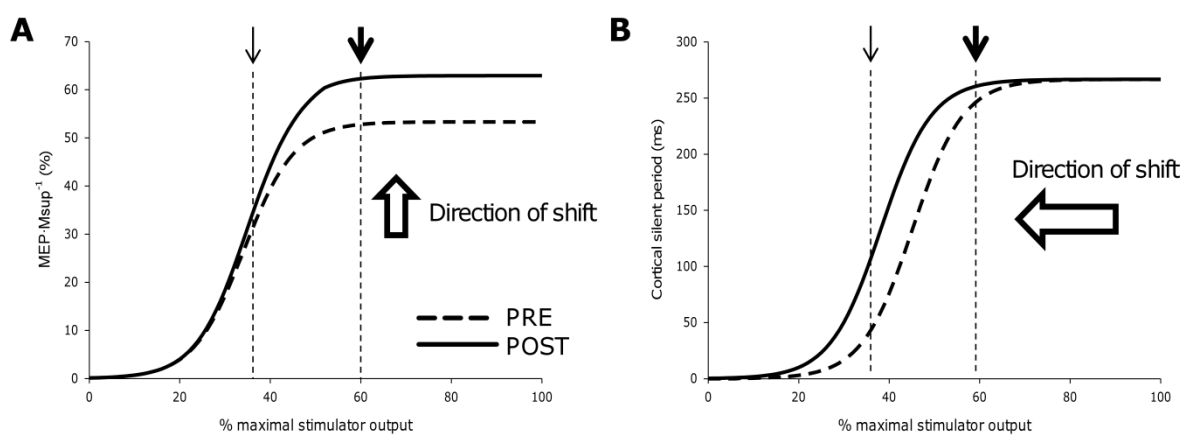 A
70
60
50
40
30
20
10
0
MEP·Msup⁻¹ (%)
0 20 40 60 80 100
% maximal stimulator output
Direction of shift
PRE
POST
B
300
250
200
150
100
50
0
Cortical silent period (ms)
0 20 40 60 80 100
% maximal stimulator output
Direction of shift